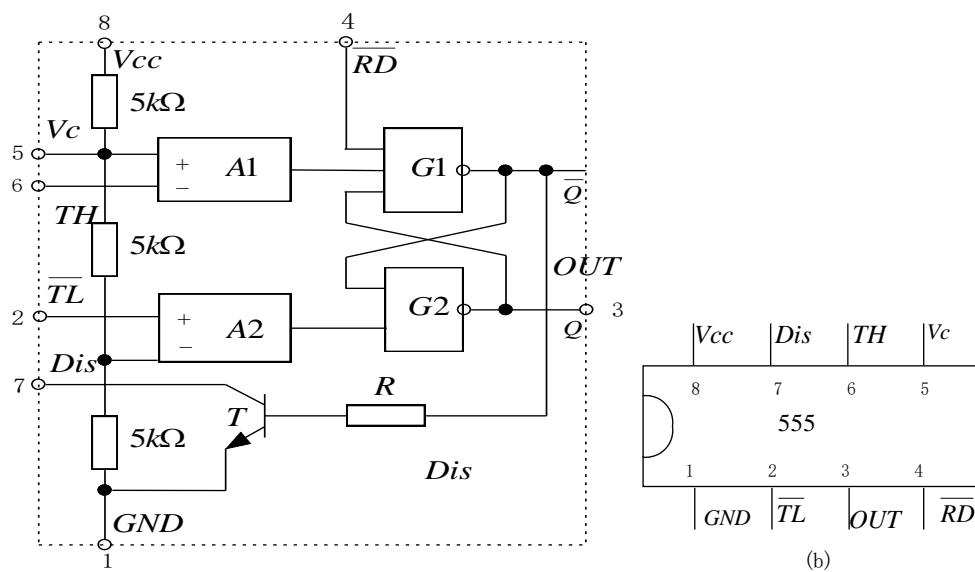 8
4
Vcc
RD
5kΩ
Vc
5
A1
+
−
G1
6
TH
Q
5kΩ
OUT
TL
2
A2
+
−
G2
3
Q
Dis
7
R
T
5kΩ
Dis
GND
1
Vcc Dis TH Vc
8 7 6 5
555
1 2 3 4
GND TL OUT RD
(b)